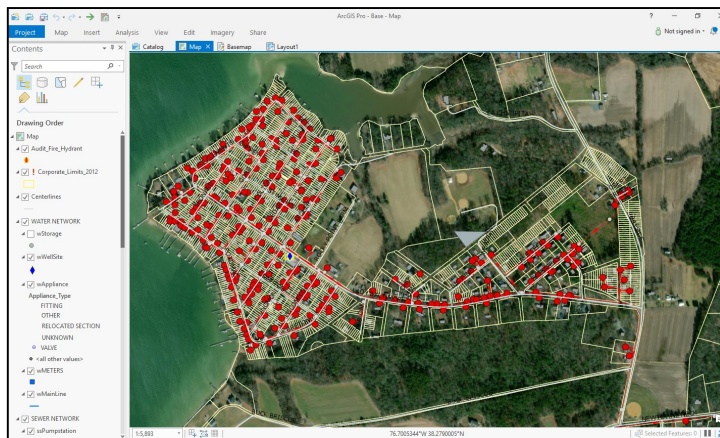 ArcGIS Pro - Base - Map
Project Map Insert Analysis View Edit Imagery Share
Not signed in
Contents
Catalog Map Basemap Layout1
Search
Drawing Order
Map
Audit_Fire_Hydrant
! Corporate_Limits_2012
Centerlines
WATER NETWORK
wStorage
wWellSite
wAppliance
Appliance_Type
FITTING
OTHER
RELOCATED SECTION
UNKNOWN
VALVE
<all other values>
wMETERS
wMainLine
SEWER NETWORK
ssPumpstation
1:5,893
76.7005344°W 38.2790005°N
Selected Features: 0